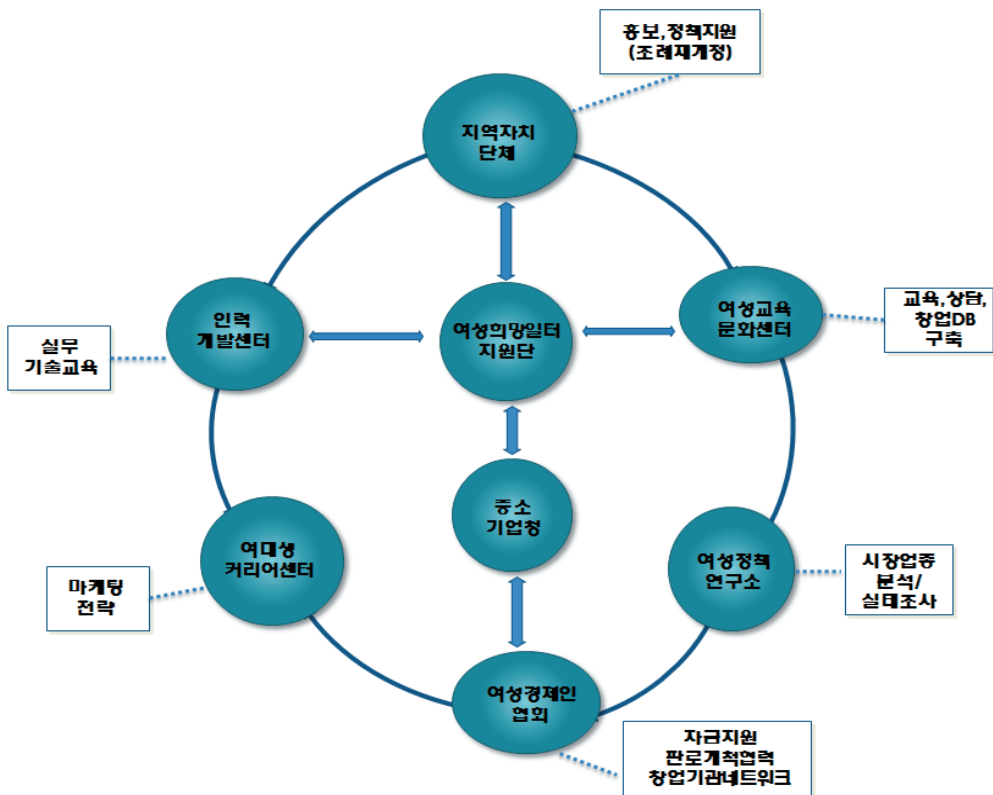 홍보,정책지원
(조례재개정)
지역자치
단체
인력
개발센터
여성희망일터
지원단
여성교육
문화센터
교육,상담,
창업DB
구축
실무
기술교육
중소
기업청
여대생
커리어센터
여성정책
연구소
시장업종
분석/
실태조사
마케팅
전략
여성경제인
협회
자금지원
판로개척협력
창업기관네트워크